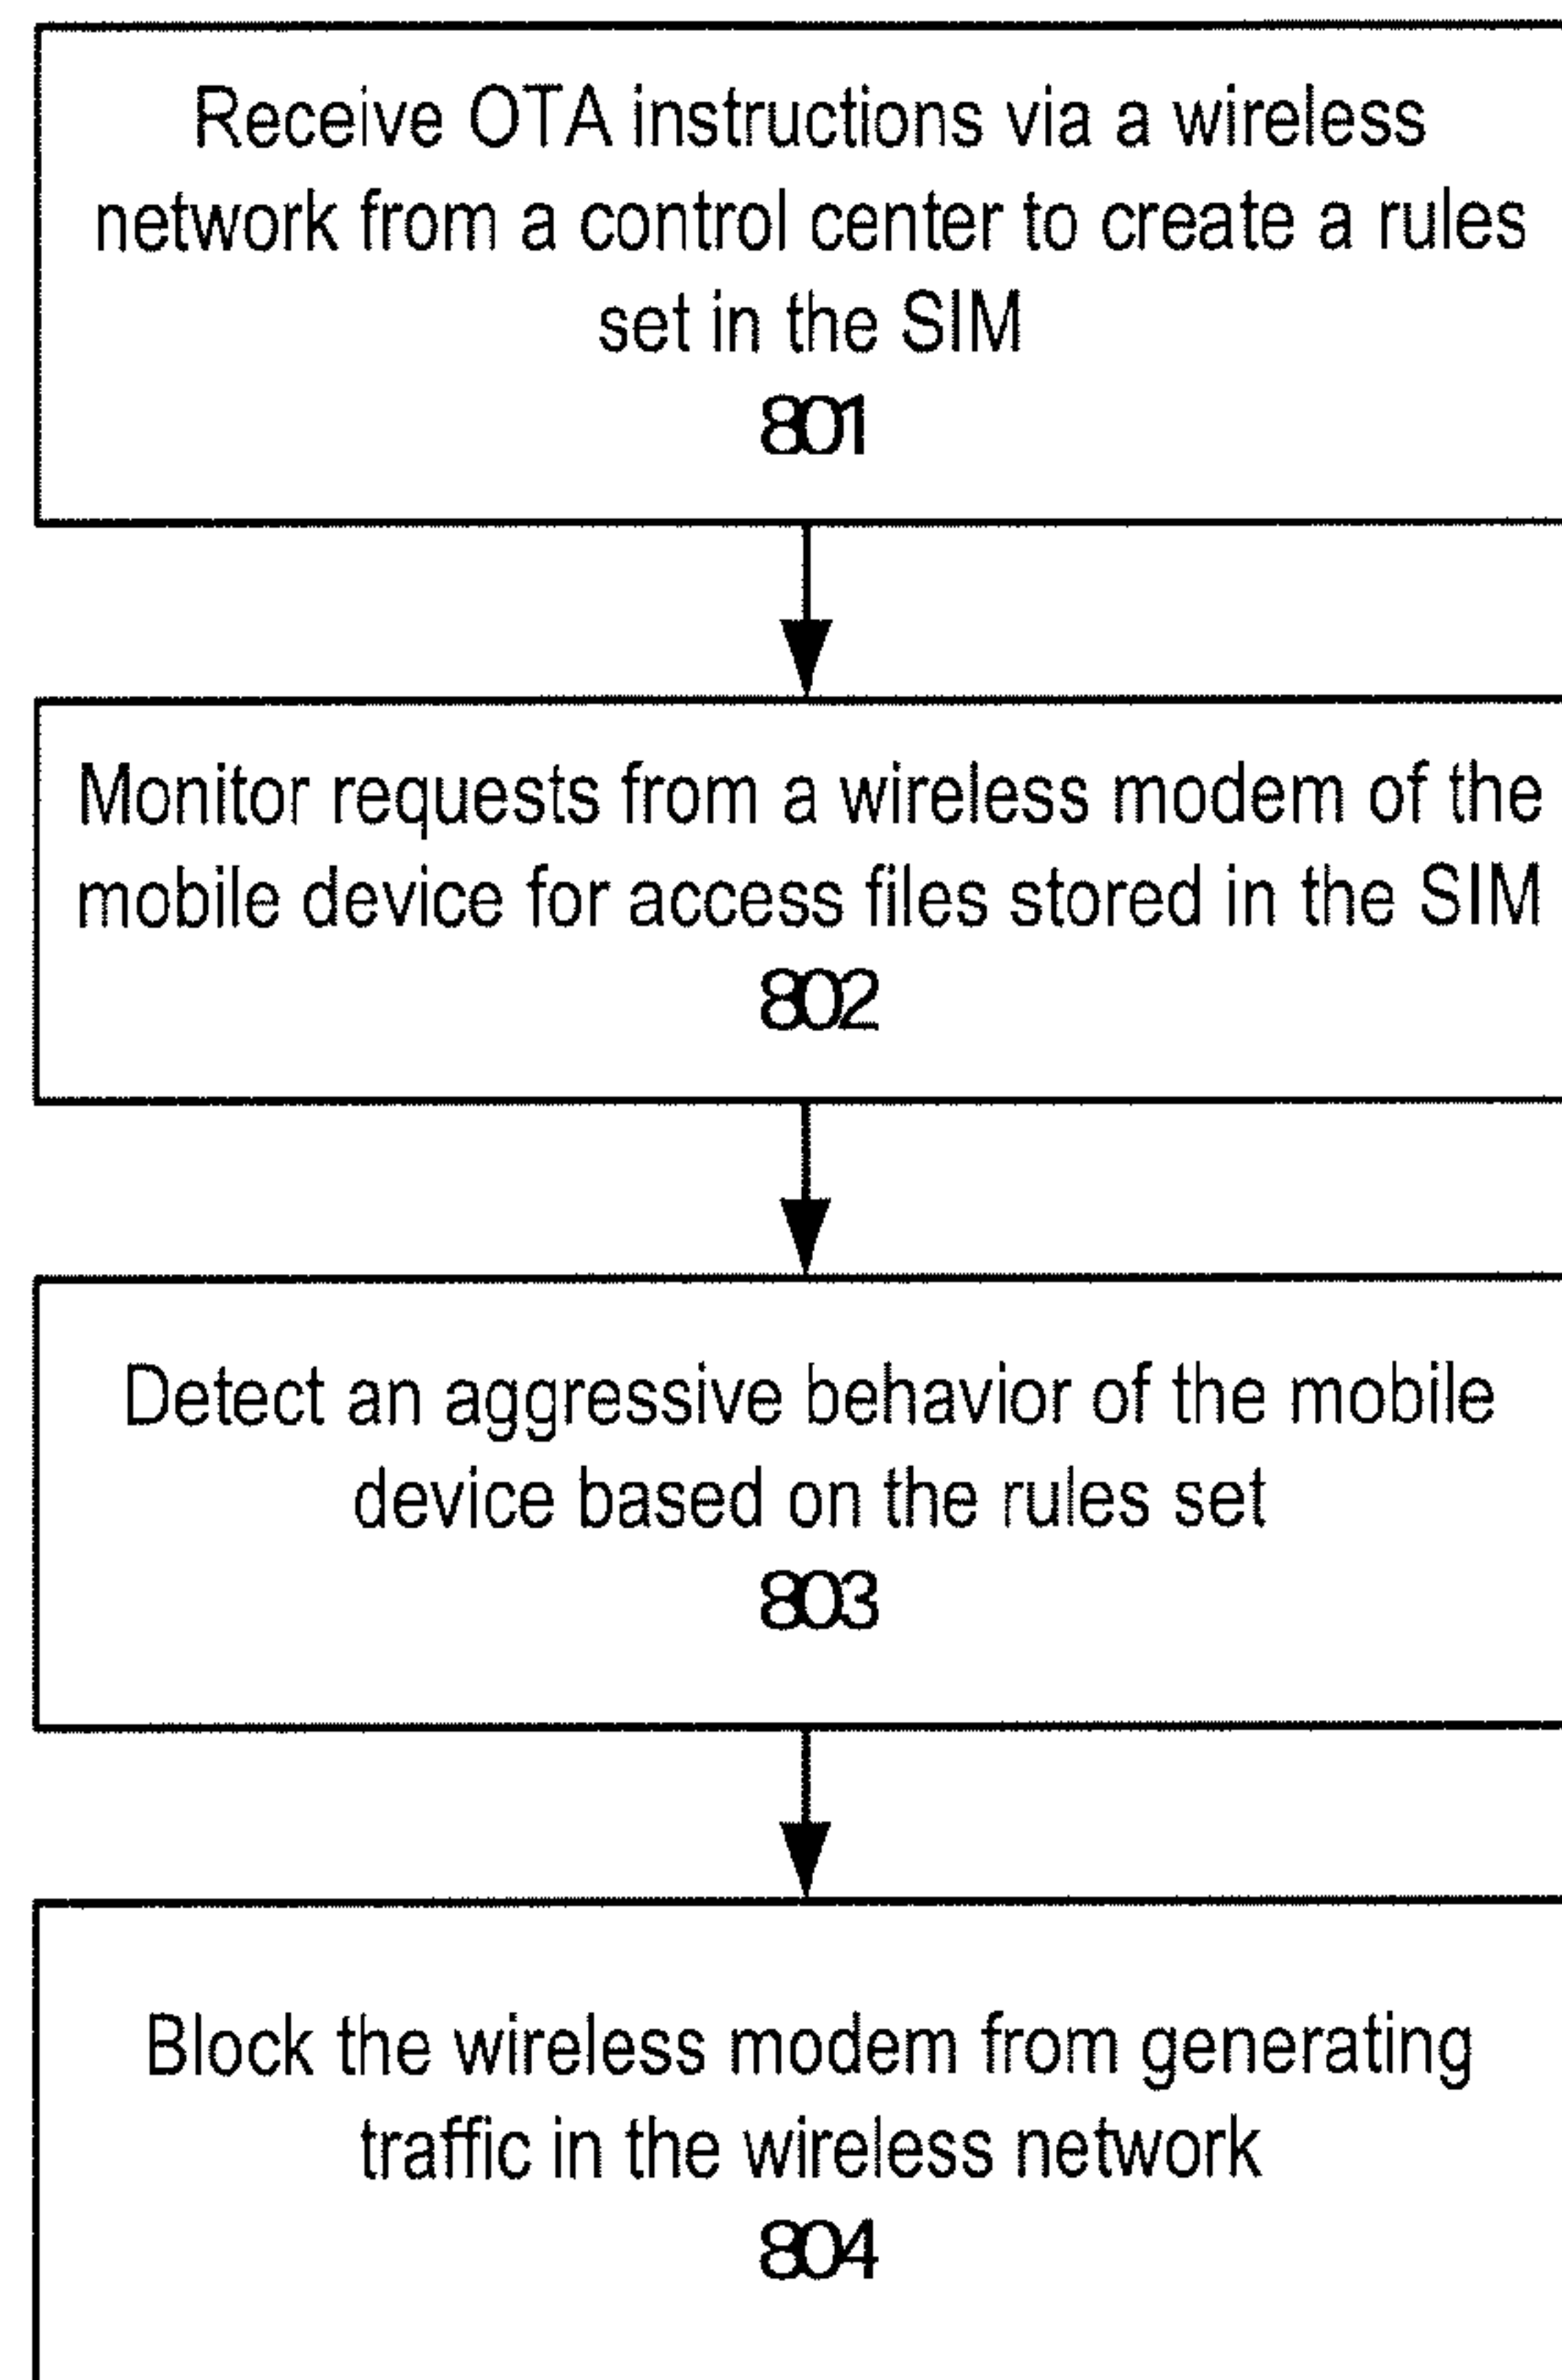 Receive OTA instructions via a wireless
network from a control center to create a rules
set in the SIM
801
Monitor requests from a wireless modem of the
mobile device for access files stored in the SIM
802
Detect an aggressive behavior of the mobile
device based on the rules set
803
Block the wireless modem from generating
traffic in the wireless network
804